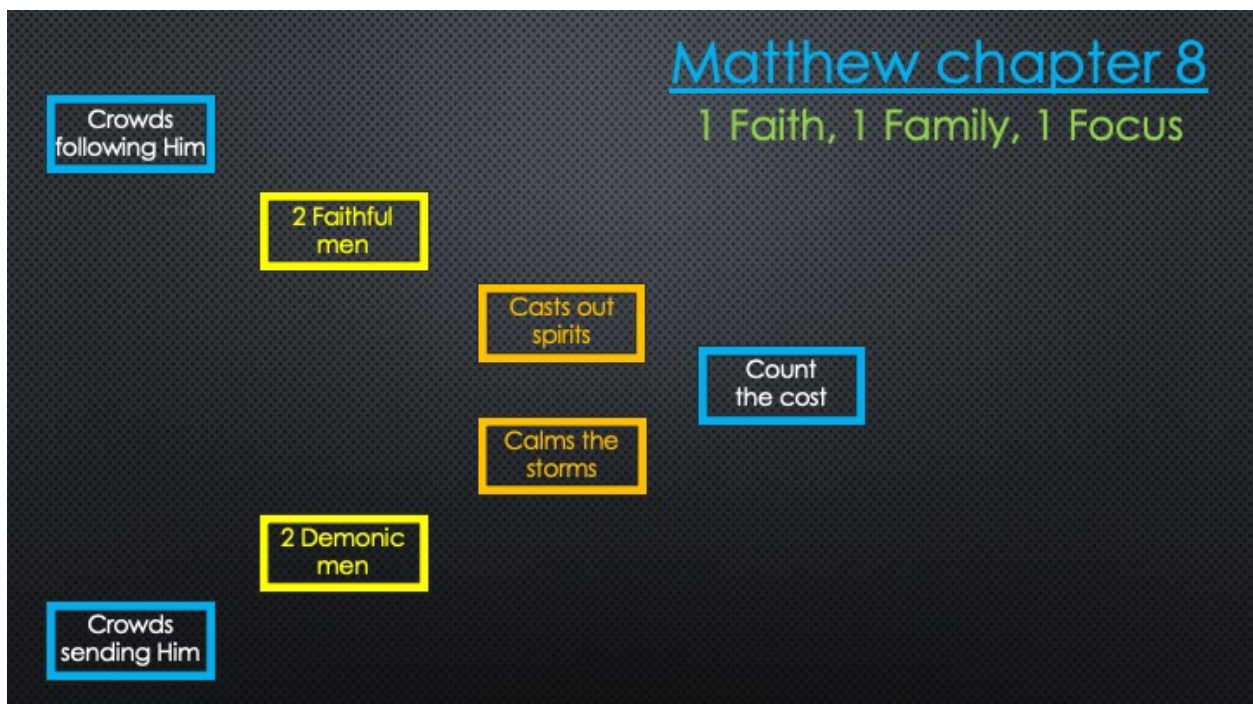 Matthew chapter 8
1 Faith, 1 Family, 1 Focus
Crowds
following Him
2 Faithful
men
Casts out
spirits
Count
the cost
Calms the
storms
2 Demonic
men
Crowds
sending Him